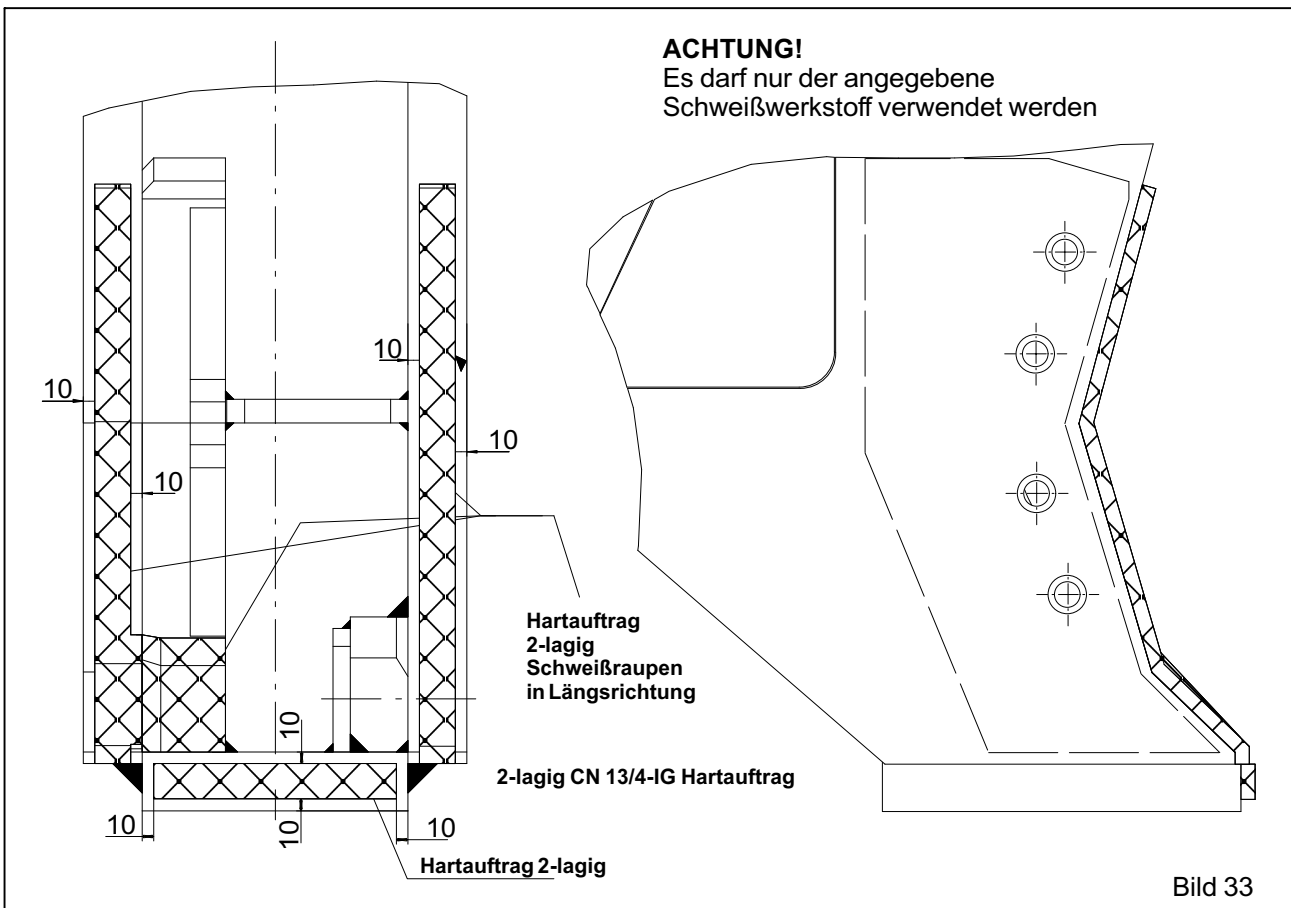 ACHTUNG!
Es darf nur der angegebene
Schweißwerkstoff verwendet werden
10
10
10
10
Hartauftrag
2-lagig
Schweißraupen
in Längsrichtung
10
2-lagig CN 13/4-IG Hartauftrag
10
10
10
Hartauftrag 2-lagig
Bild 33